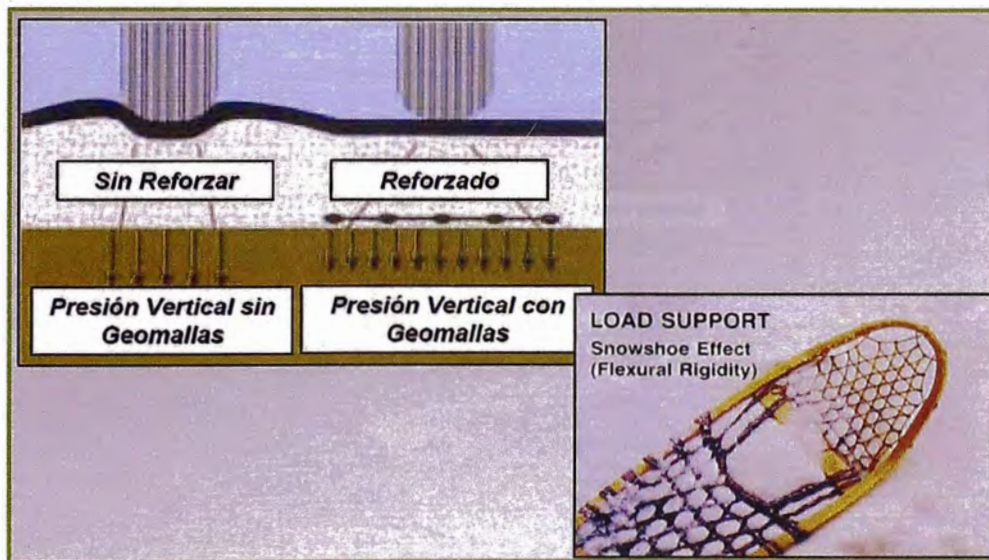 Sin Reforzar
Reforzado
Presión Vertical sin
Geomallas
Presión Vertical con
Geomallas
LOAD SUPPORT
Snowshoe Effect
(Flexural Rigidity)